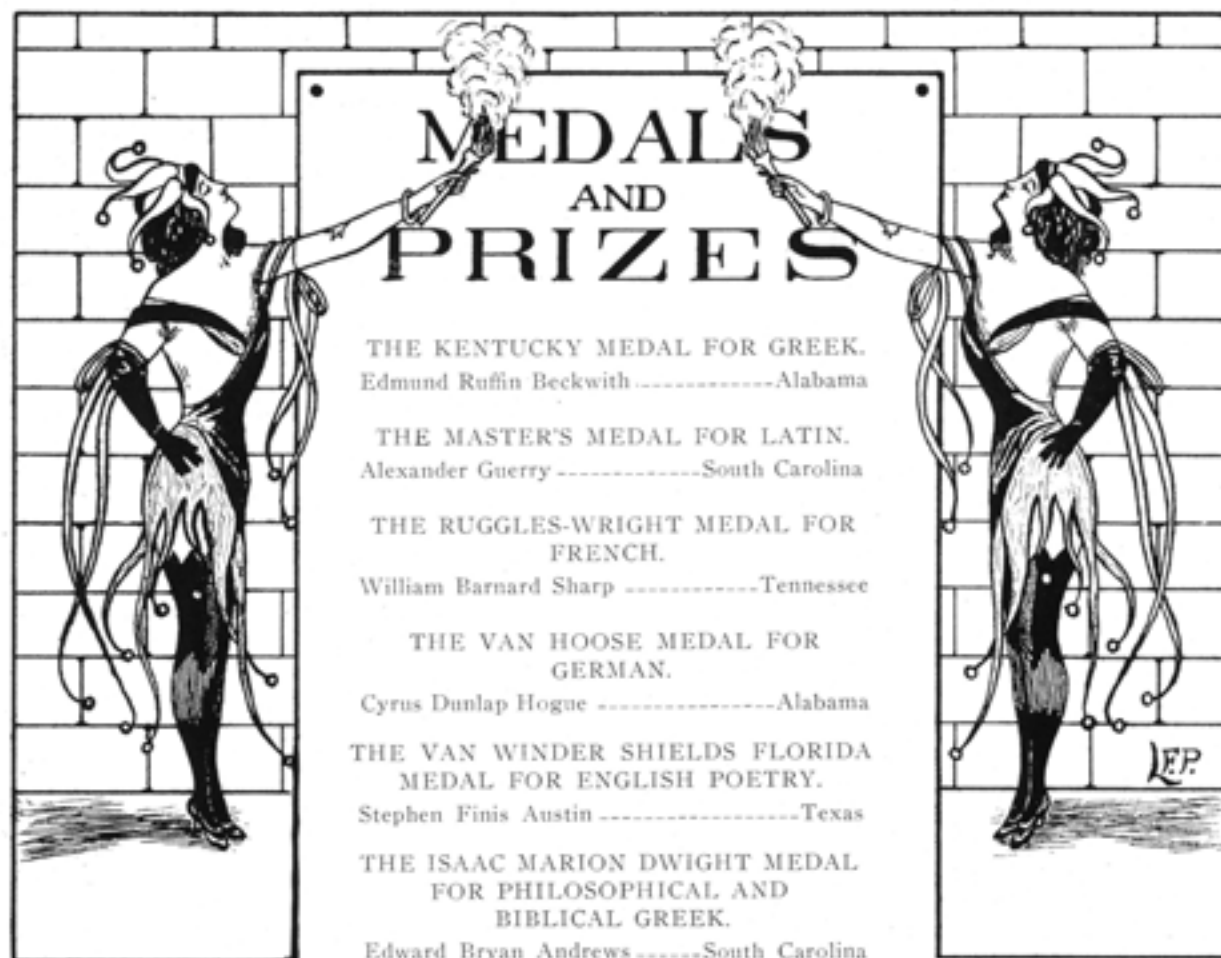 MEDALS
AND
PRIZES
THE KENTUCKY MEDAL FOR GREEK.
Edmund Ruffin Beckwith -------------Alabama
THE MASTER'S MEDAL FOR LATIN.
Alexander Guerry -------------South Carolina
THE RUGGLES-WRIGHT MEDAL FOR
FRENCH.
William Barnard Sharp ------------Tennessee
THE VAN HOOSE MEDAL FOR
GERMAN.
Cyrus Dunlap Hogue ----------------Alabama
THE VAN WINDER SHIELDS FLORIDA
MEDAL FOR ENGLISH POETRY.
Stephen Finis Austin ------------------Texas
THE ISAAC MARION DWIGHT MEDAL
FOR PHILOSOPHICAL AND
BIBLICAL GREEK.
Edward Bryan Andrews ------South Carolina
L.F.P.